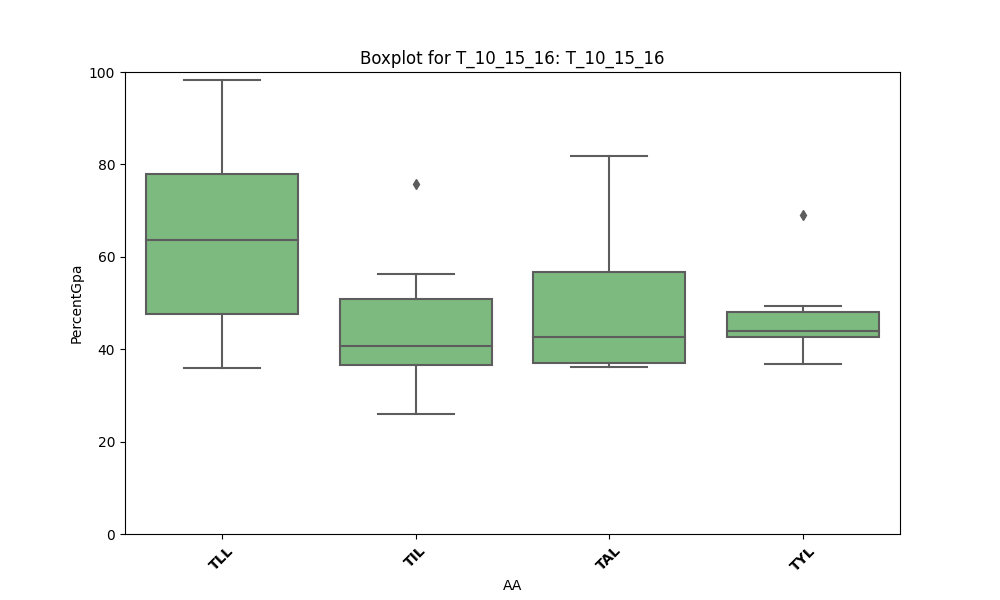 Boxplot for T_10_15_16: T_10_15_16
100
80
60
40
20
0
PercentGpa
TLL
TIL
TAL
TYL
AA